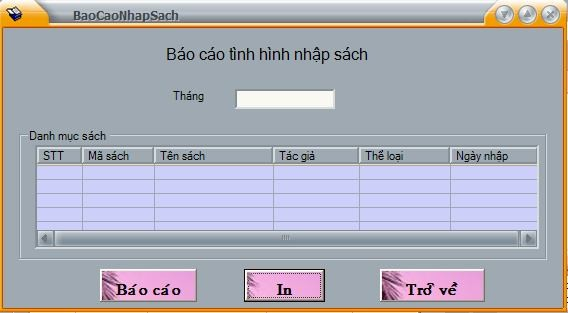 BaoCaoNhapSach
Báo cáo tình hình nhập sách
Tháng
Danh mục sách
STT Mã sách Tên sách Tác giả Thể loại Ngày nhập
Báo cáo In Trở về